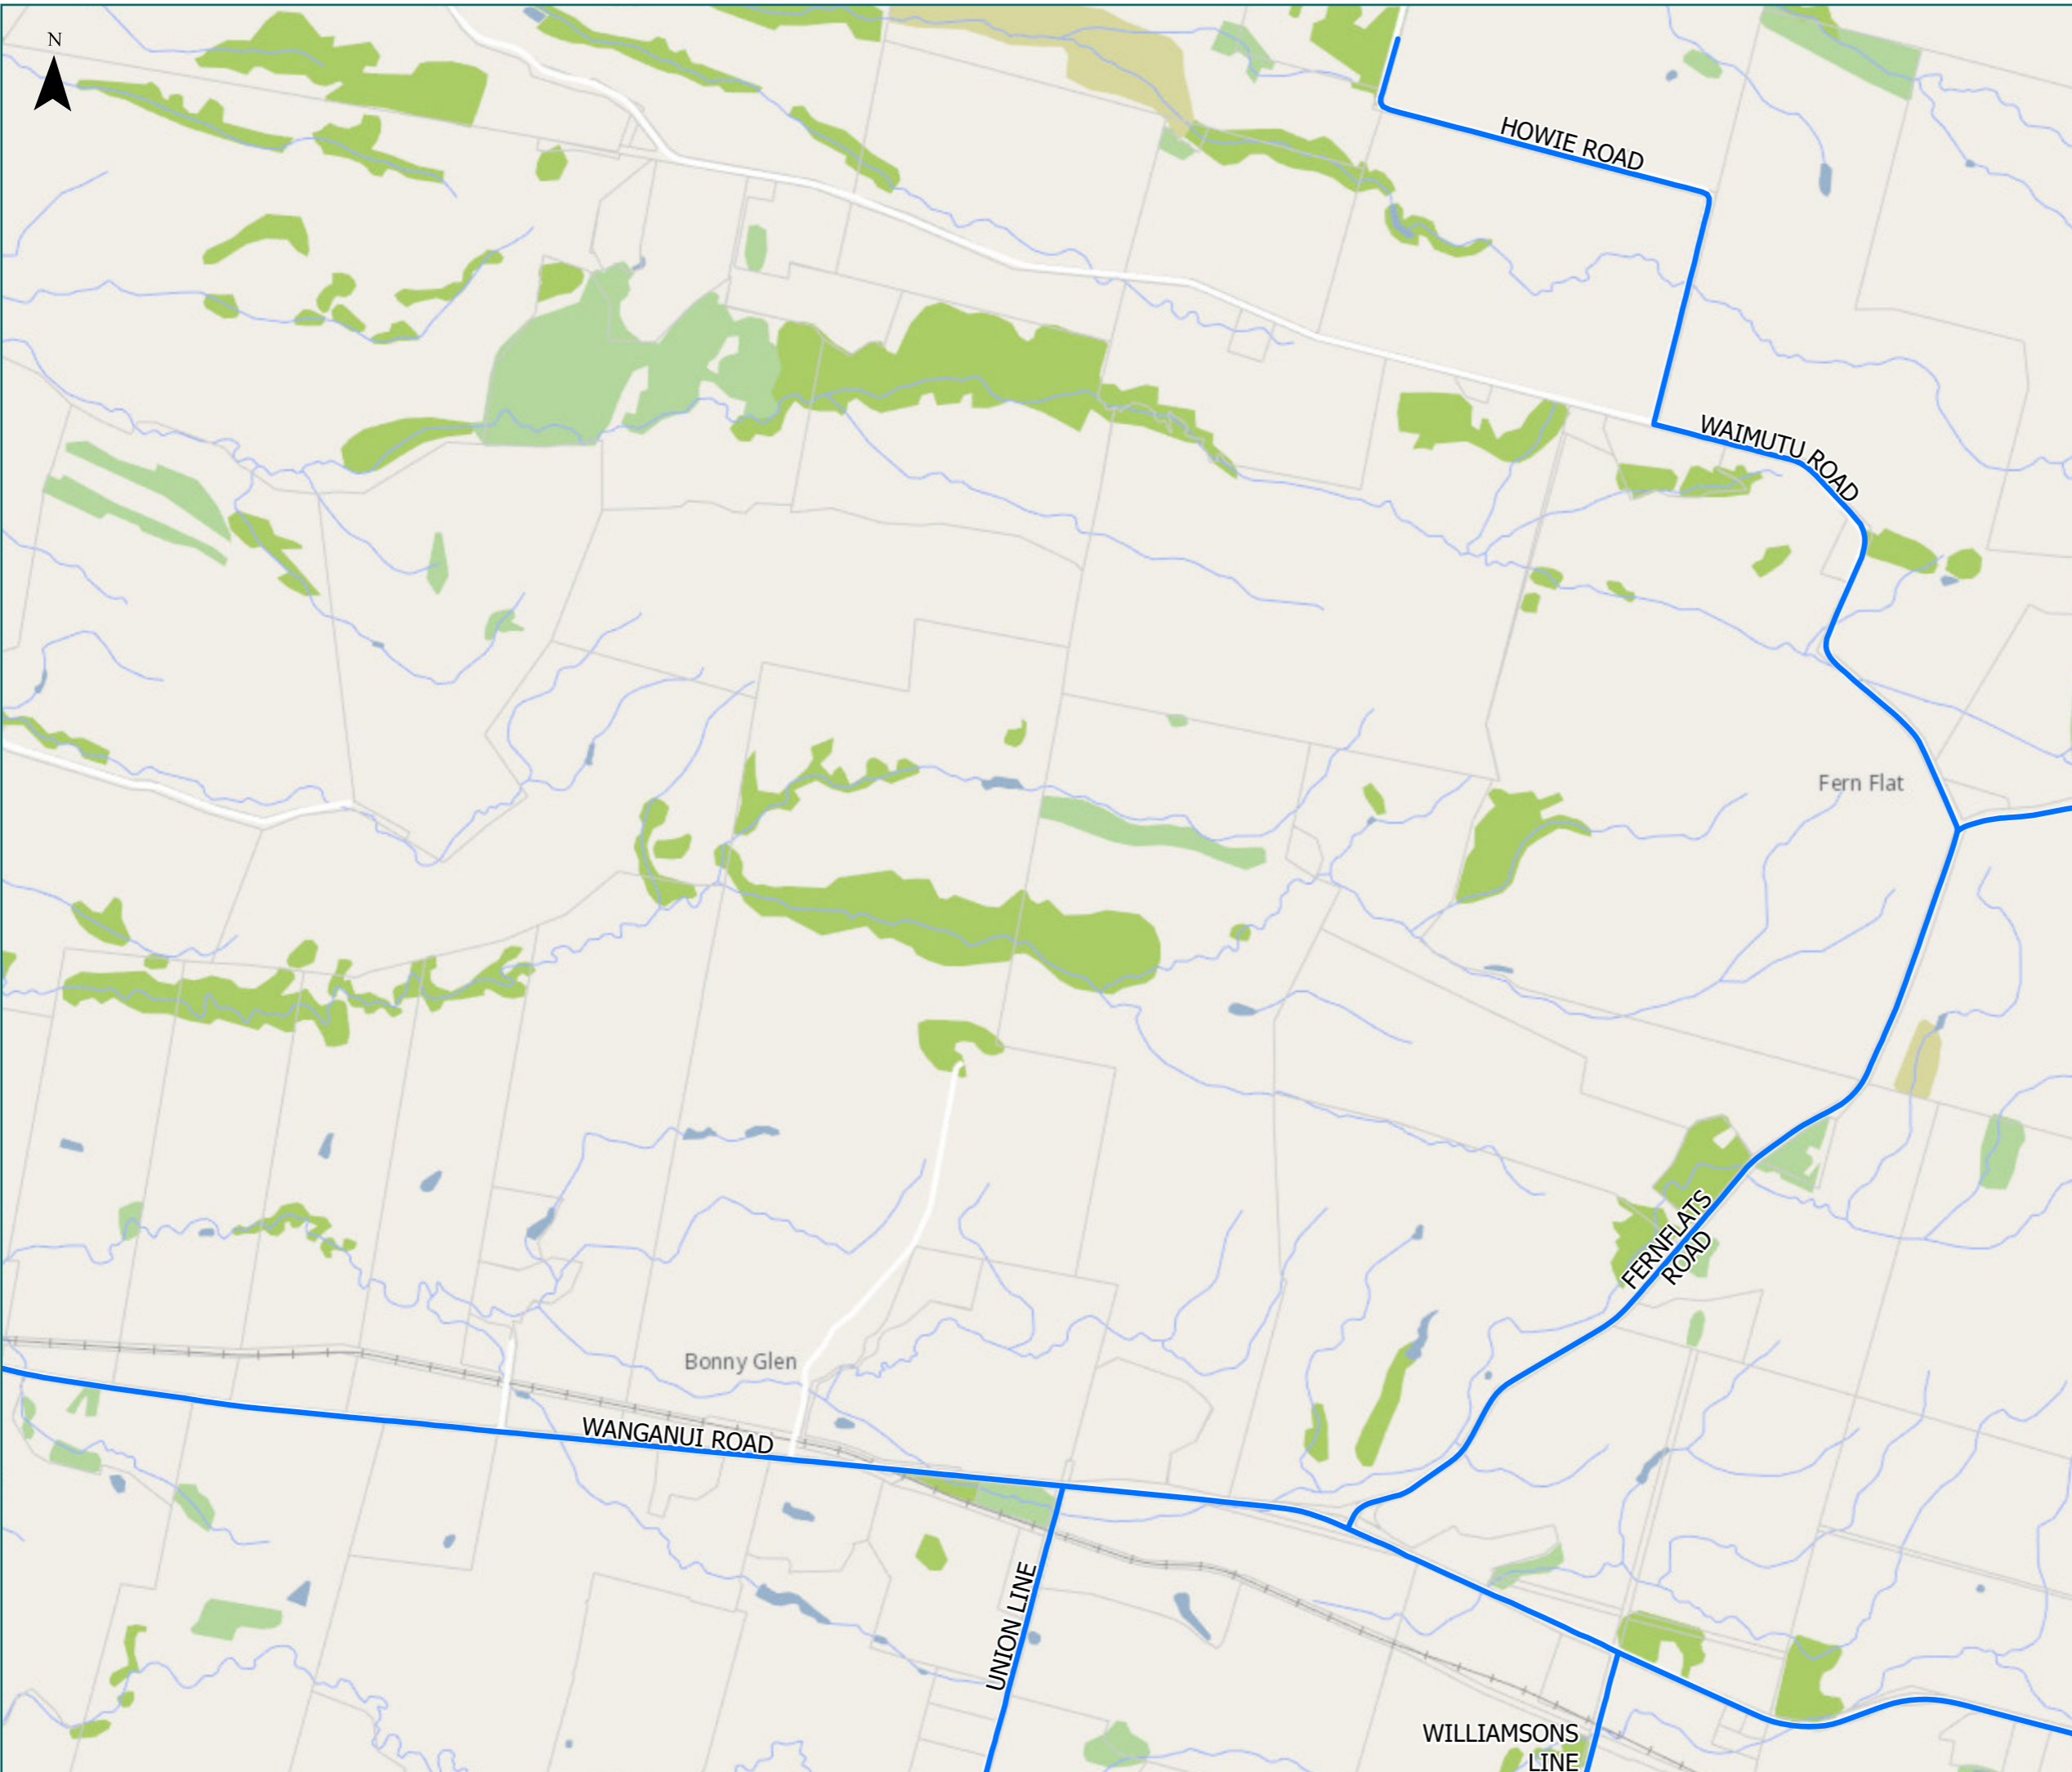 N
HOWIE ROAD
WAIMUTU ROAD
Fern Flat
FERNFLATS
ROAD
Bonny Glen
WANGANUI ROAD
UNION LINE
WILLIAMSONS
LINE